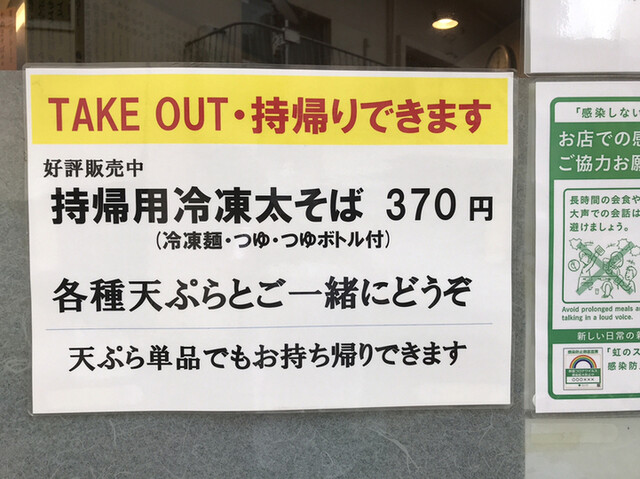 TAKE OUT・持帰りできます
好評販売中
持帰用冷凍太そば 370円
(冷凍麺・つゆ・つゆボトル付)
各種天ぷらとご一緒にどうぞ
天ぷら単品でもお持ち帰りできます
「感染しない
お店での感
ご協力お願
長時間の会食や
大声での会話は
避けましょう。
Avoid prolonged meals a
talking in a loud voice.
新しい日常の
「虹のス
感染防